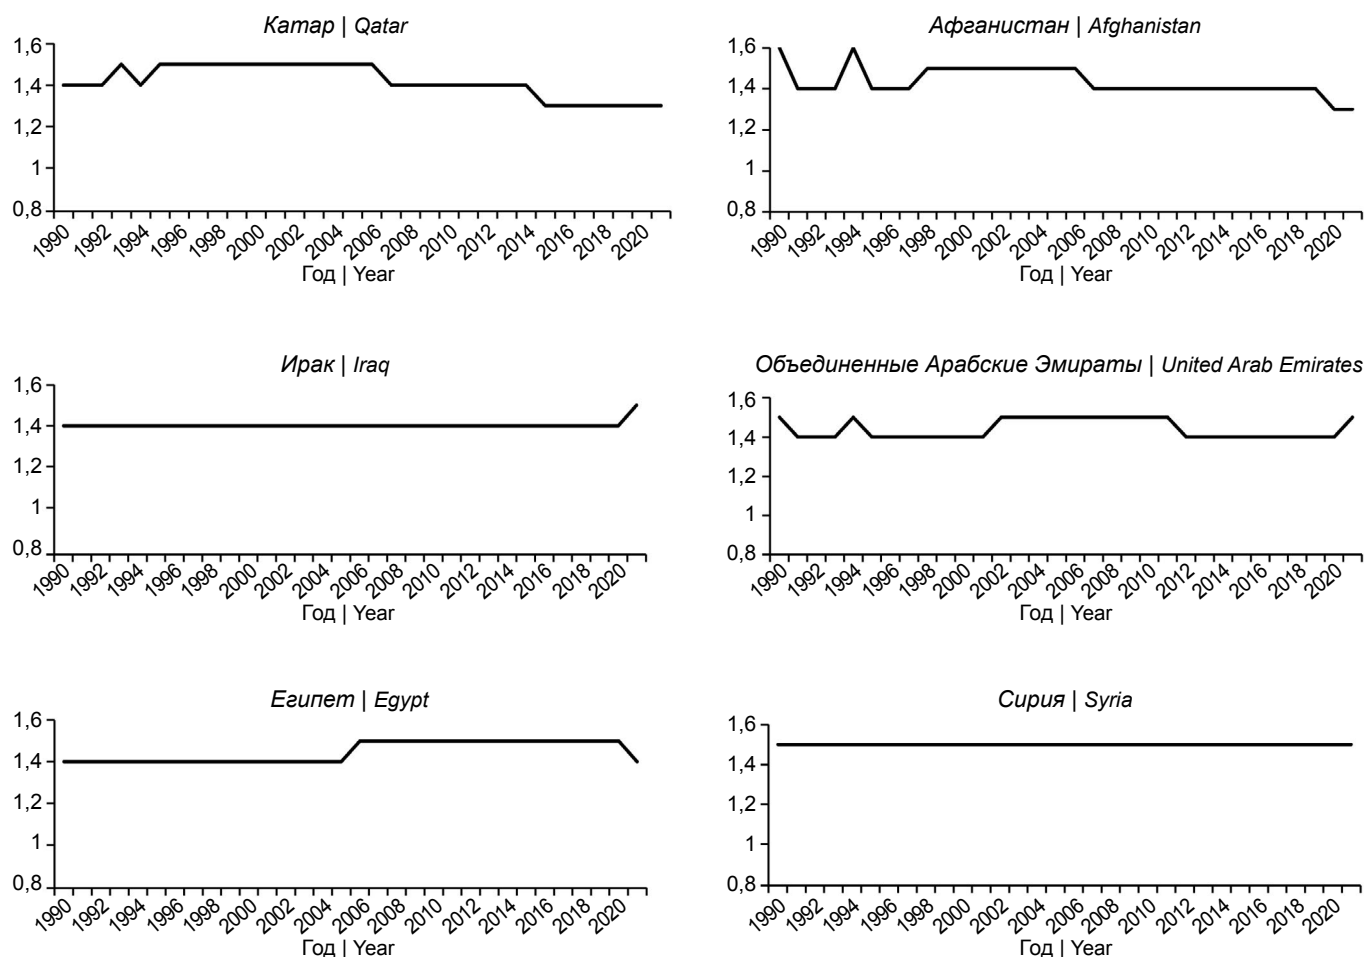 Катар | Qatar
1,6
1,4
1,2
1
0,8
1990 1992 1994 1996 1998 2000 2002 2004 2006 2008 2010 2012 2014 2016 2018 2020
Год | Year
Афганистан | Afghanistan
1,6
1,4
1,2
1
0,8
1990 1992 1994 1996 1998 2000 2002 2004 2006 2008 2010 2012 2014 2016 2018 2020
Год | Year
Ирак | Iraq
1,6
1,4
1,2
1
0,8
1990 1992 1994 1996 1998 2000 2002 2004 2006 2008 2010 2012 2014 2016 2018 2020
Год | Year
Объединенные Арабские Эмираты | United Arab Emirates
1,6
1,4
1,2
1
0,8
1990 1992 1994 1996 1998 2000 2002 2004 2006 2008 2010 2012 2014 2016 2018 2020
Год | Year
Египет | Egypt
1,6
1,4
1,2
1
0,8
1990 1992 1994 1996 1998 2000 2002 2004 2006 2008 2010 2012 2014 2016 2018 2020
Год | Year
Сирия | Syria
1,6
1,4
1,2
1
0,8
1990 1992 1994 1996 1998 2000 2002 2004 2006 2008 2010 2012 2014 2016 2018 2020
Год | Year